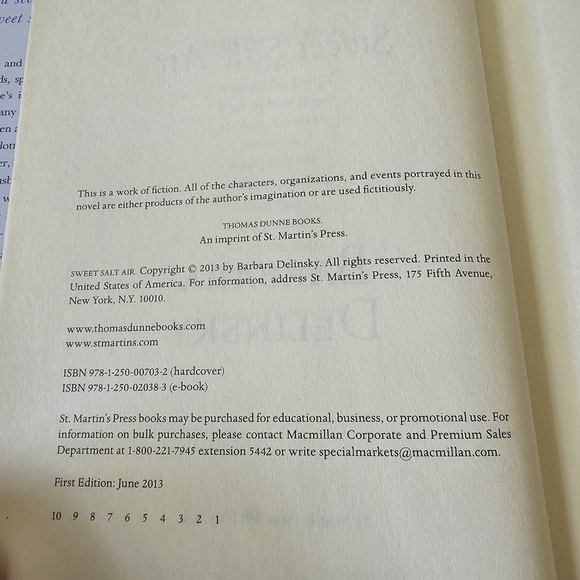 This is a work of fiction. All of the characters, organizations, and events portrayed in this
novel are either products of the author's imagination or are used fictitiously.
THOMAS DUNNE BOOKS.
An imprint of St. Martin's Press.
SWEET SALT AIR. Copyright © 2013 by Barbara Delinsky. All rights reserved. Printed in the
United States of America. For information, address St. Martin's Press, 175 Fifth Avenue,
New York, N.Y. 10010.
www.thomasdunnebooks.com
www.stmartins.com
ISBN 978-1-250-00703-2 (hardcover)
ISBN 978-1-250-02038-3 (e-book)
St. Martin's Press books may be purchased for educational, business, or promotional use. For
information on bulk purchases, please contact Macmillan Corporate and Premium Sales
Department at 1-800-221-7945 extension 5442 or write specialmarkets@macmillan.com.
First Edition: June 2013
10 9 8 7 6 5 4 3 2 1